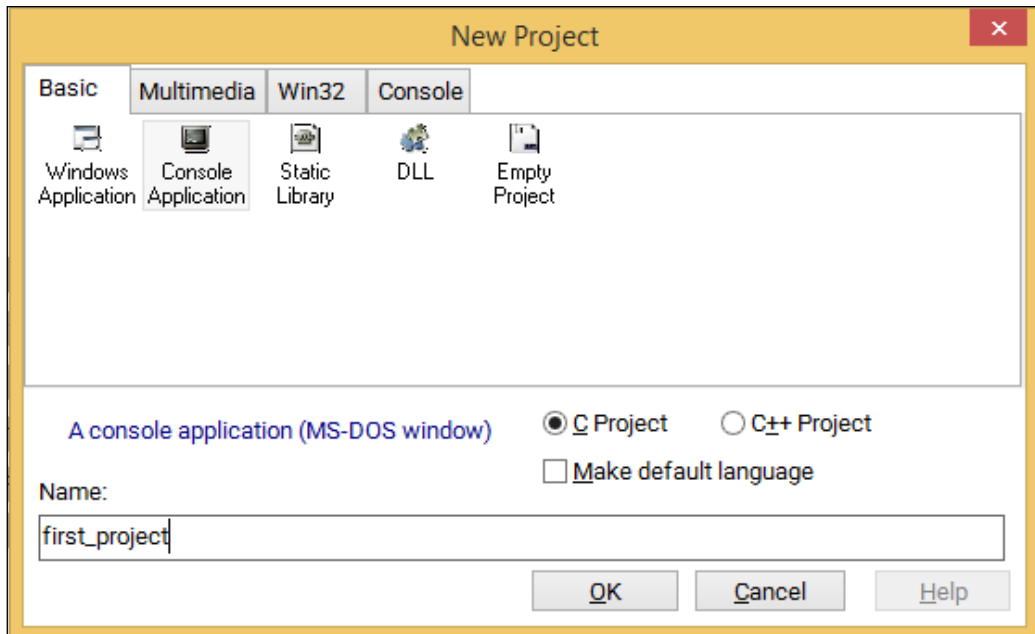 New Project
Basic Multimedia Win32 Console
Windows Application
Console Application
Static Library
DLL
Empty Project
A console application (MS-DOS window)
C Project C++ Project
Make default language
Name:
first_project
OK Cancel Help